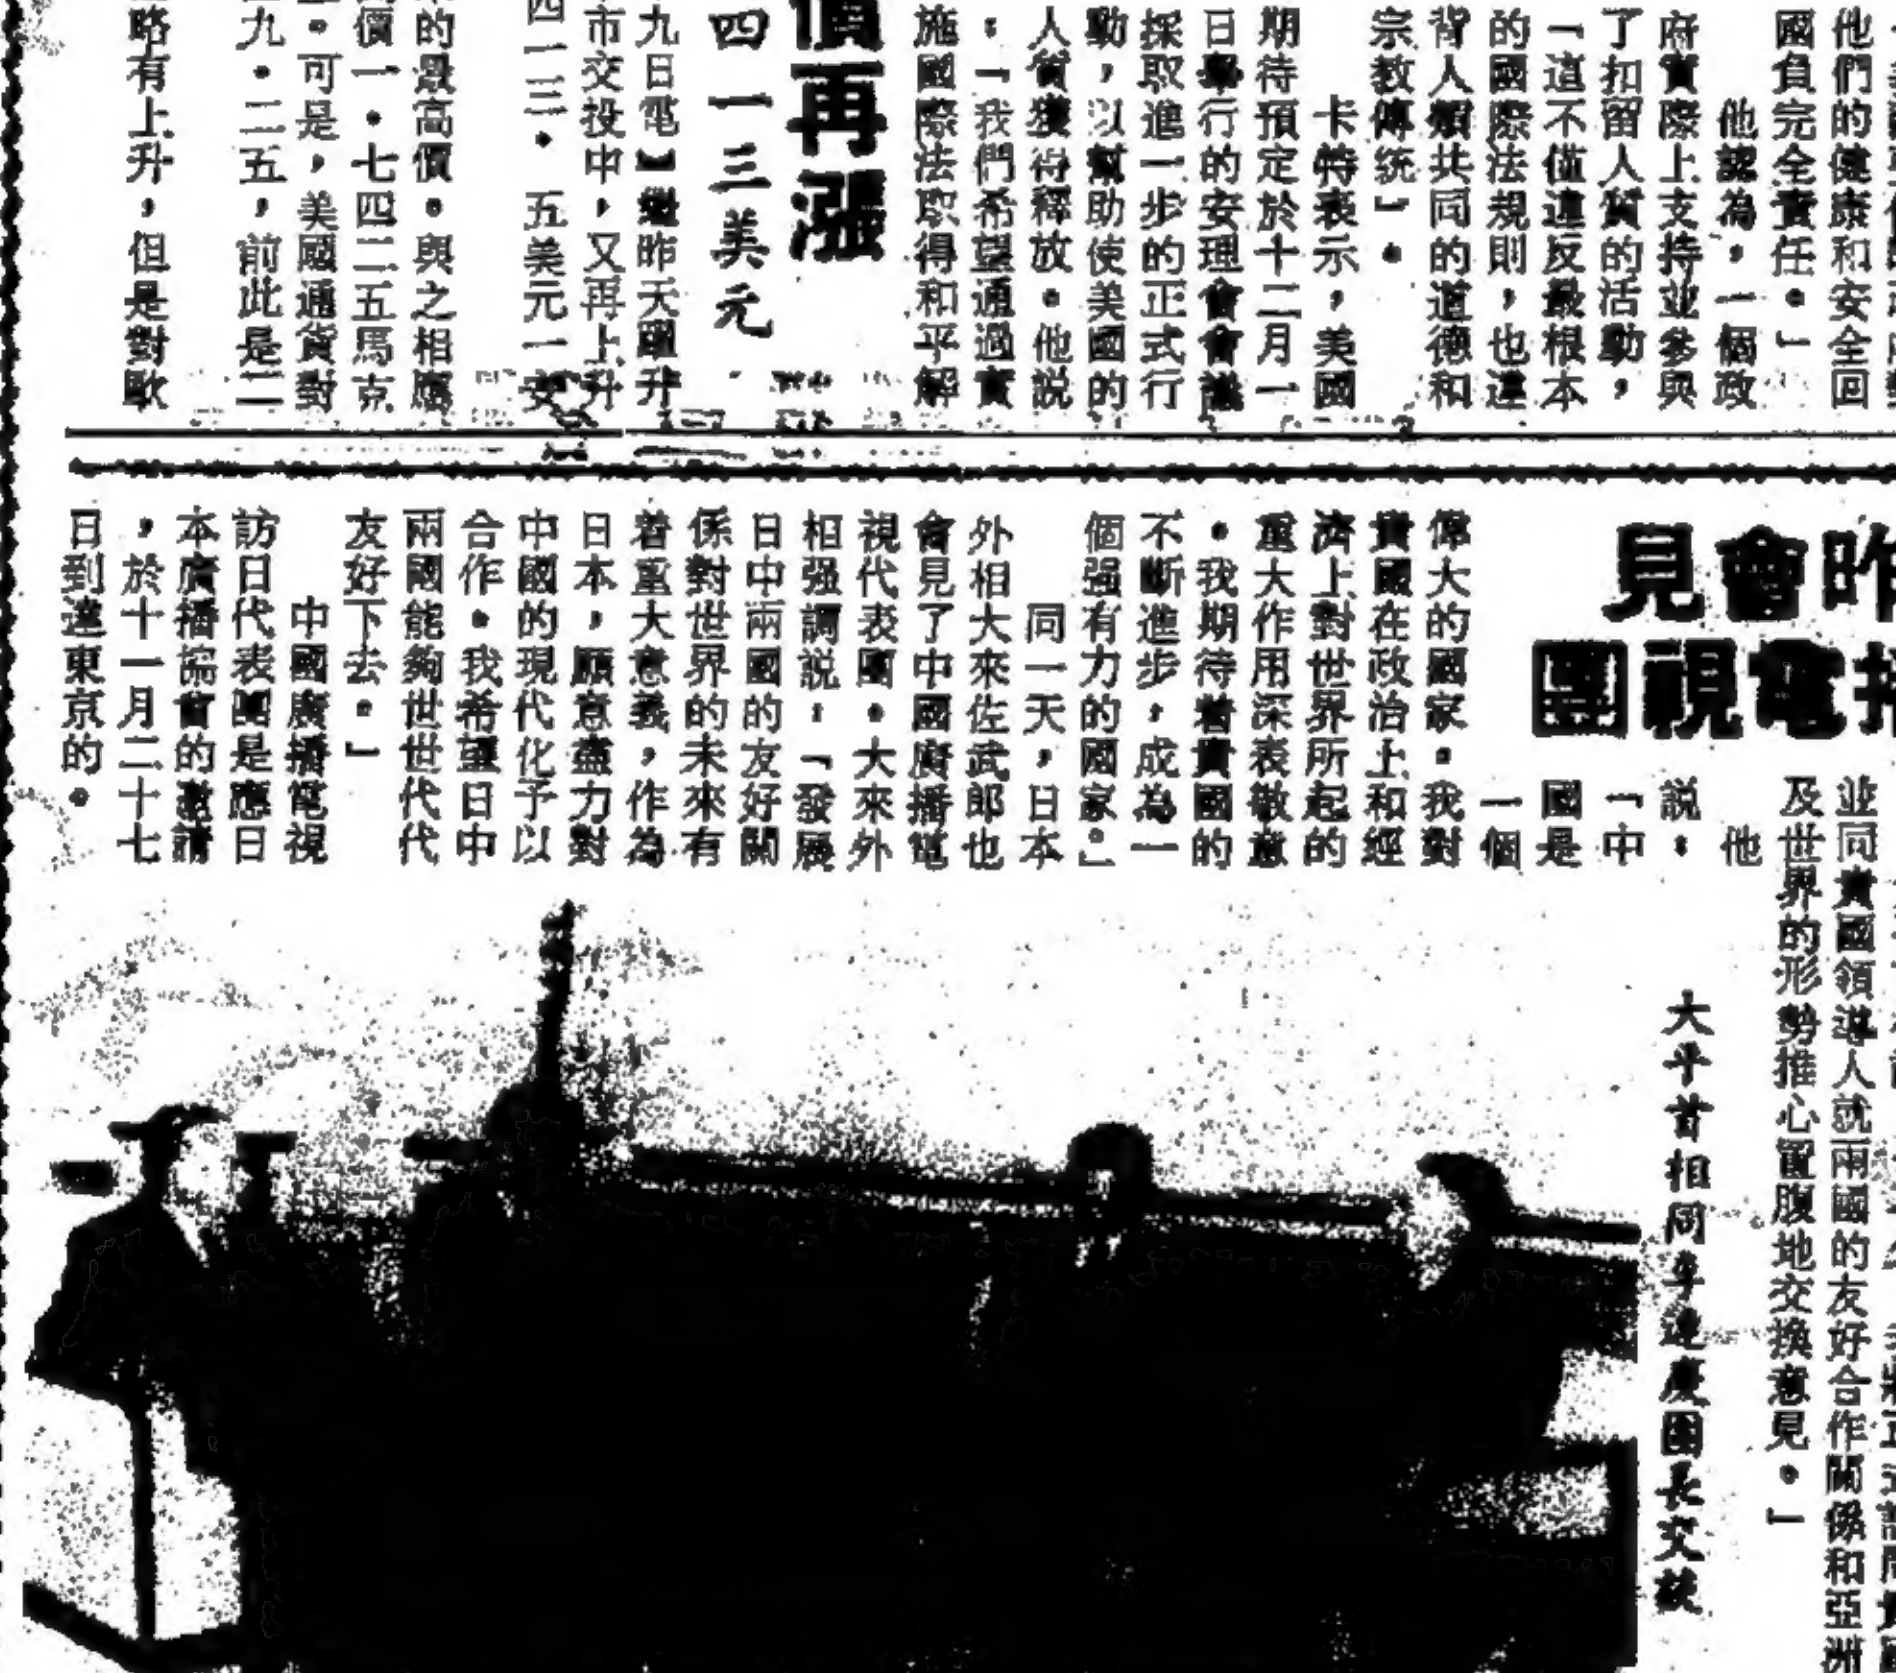 他們的健康和安全回
國負完全責任。」
他認為，一個政
府實際上支持並參與
了扣留人質的活動，
「這不僅違反最根本
的國際法規則，也違
背人類共同的道德和
宗教傳統」。
卡特表示，美國
期待預定於十二月一
日舉行的安理會會議
採取進一步的正式行
動，以幫助使美國的
人質獲得釋放。他説
：「我們希望通過實
施國際法取得和平解
價再漲
四一三美元
九日電】繼昨天躍升
市交投中，又再上升
四一三．五美元一安
的最高價。與之相應
價一．七四二五馬克
。可是，美國通貨對
九．二五，前此是二
略有上升，但是對歐
昨會見
播電視團
並同貴國領導人就兩國的友好合作關係和亞洲
及世界的形勢推心置腹地交換意見。」
他
説：
「中
國是
一個
偉大的國家。我對
貴國在政治上和經
濟上對世界所起的
重大作用深表敬意
。我期待着貴國的
不斷進步，成為一
個强有力的國家。」
同一天，日本
外相大來佐武郎也
會見了中國廣播電
視代表團。大來外
相强調説，「發展
日中兩國的友好關
係對世界的未來有
着重大意義，作為
日本，願意盡力對
中國的現代化予以
合作。我希望日中
兩國能夠世世代代
友好下去。」
中國廣播電視
訪日代表團是應日
本廣播協會的邀請
，於十一月二十七
日到達東京的。
大平首相同李連慶團長交談